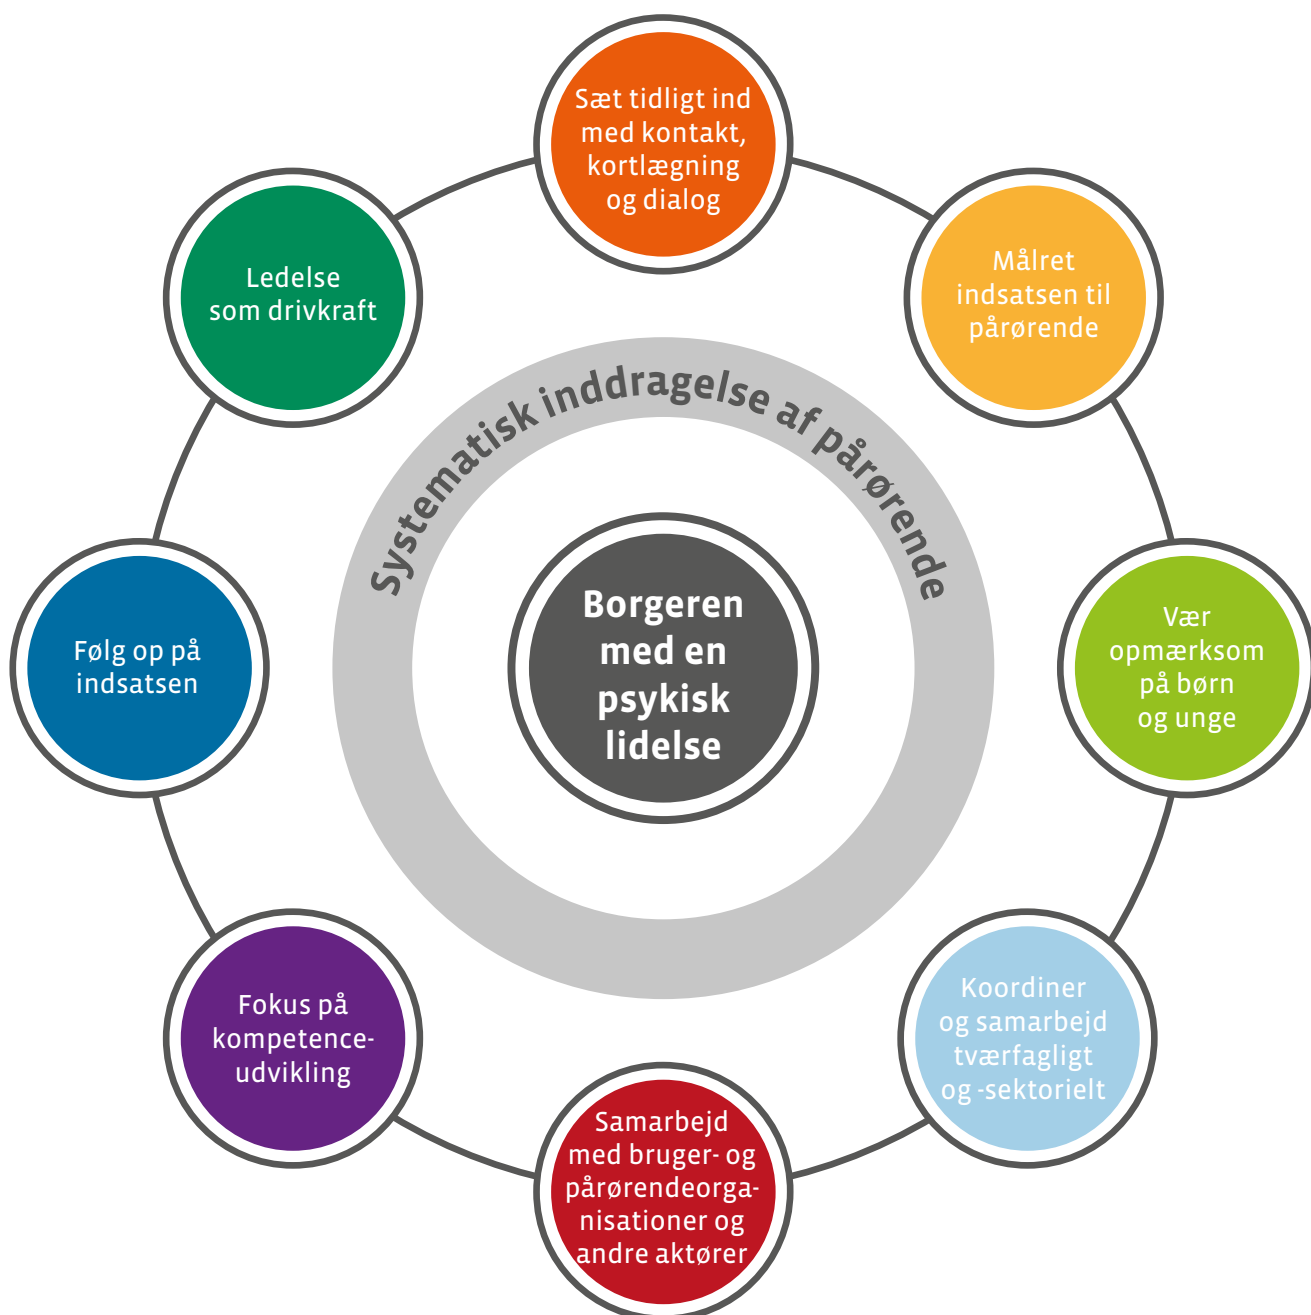 Sæt tidligt ind
med kontakt,
kortlægning
og dialog
Målret
indsatsen til
pårørende
Vær
opmærksom
på børn
og unge
Koordiner
og samarbejd
tværfagligt
og -sektorielt
Samarbejd
med bruger- og
pårørendeorga-
nisationer og
andre aktører
Fokus på
kompetence-
udvikling
Følg op på
indsatsen
Ledelse
som drivkraft
Systematisk inddragelse af pårørende
Borgeren
med en
psykisk
lidelse